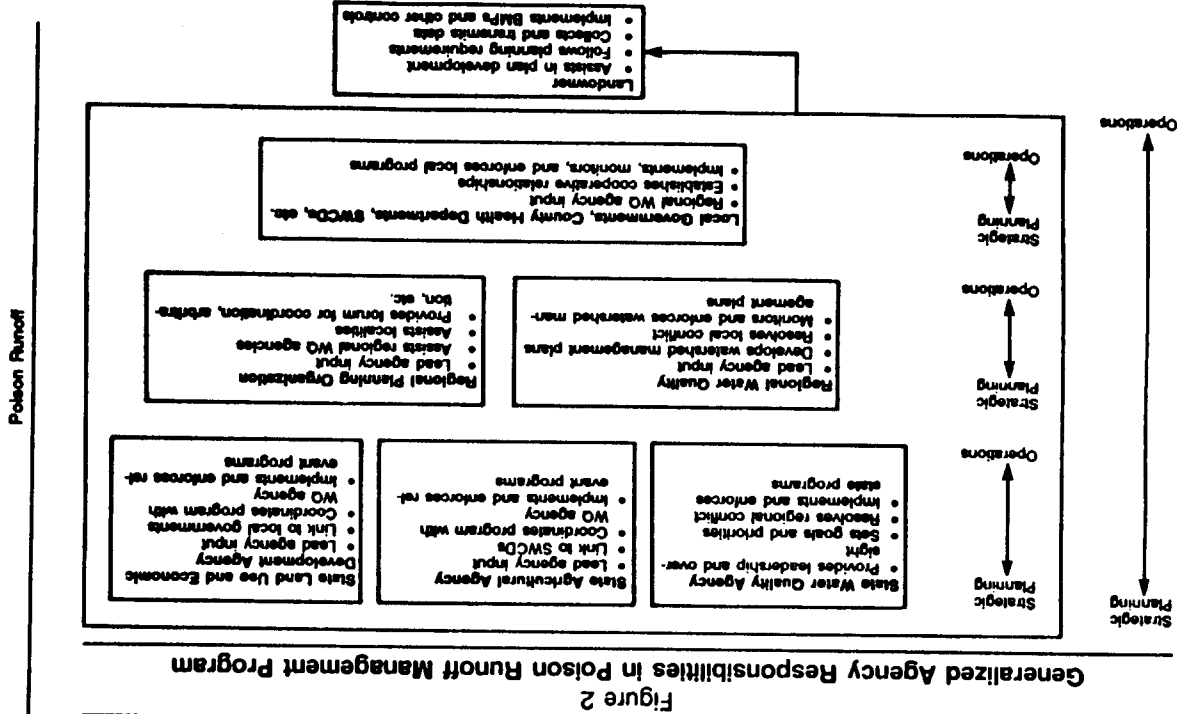 Figure 2
Generalized Agency Responsibilities in Poison Runoff Management Program
Strategic
Planning
Operations
Strategic
Planning
Operations
State Water Quality Agency
• Provides leadership and over-
sight
• Sets goals and priorities
• Resolves regional conflict
• Implements and enforces
state programs
State Agricultural Agency
• Lead agency input
• Link to SWCDs
• Coordinates program with
WQ agency
• Implements and enforces rel-
evant programs
State Land Use and Economic
Development Agency
• Lead agency input
• Link to local governments
• Coordinates program with
WQ agency
• Implements and enforces rel-
evant programs
Strategic
Planning
Operations
Regional Water Quality
• Lead agency input
• Develops watershed management plans
• Resolves local conflict
• Monitors and enforces watershed man-
agement plans
Regional Planning Organization
• Lead agency input
• Assists regional WQ agencies
• Assists localities
• Provides forum for coordination, arbitra-
tion, etc.
Strategic
Planning
Operations
Local Governments, County Health Departments, SWCDs, etc.
• Regional WQ agency input
• Establishes cooperative relationships
• Implements, monitors, and enforces local programs
Landowner
• Assists in plan development
• Follows planning requirements
• Collects and transmits data
• Implements BMPs and other controls
Poison Runoff